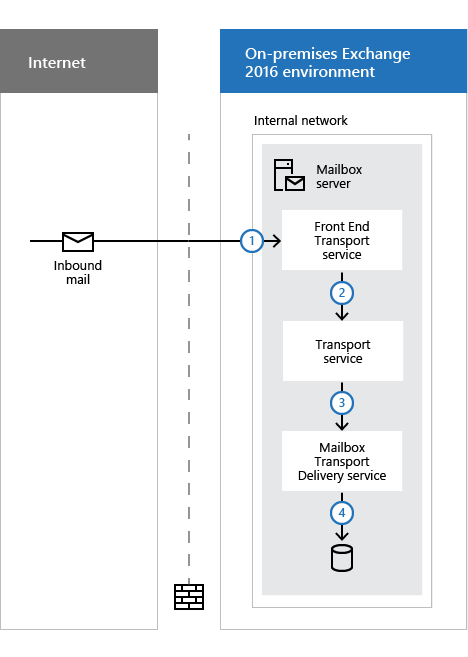 Internet
On-premises Exchange
2016 environment
Internal network
Mailbox
server
Inbound
mail
1
Front End
Transport
service
2
Transport
service
3
Mailbox
Transport
Delivery service
4